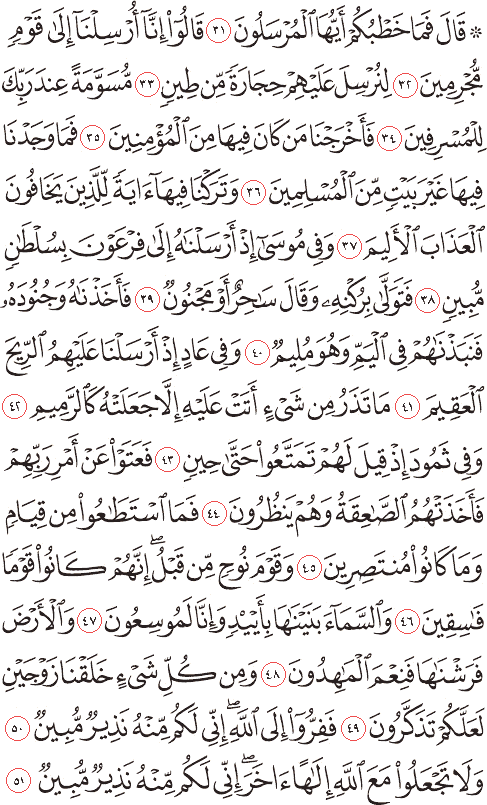 ۞ قَالَ فَمَا خَطْبُكُمْ أَيُّهَا ٱلْمُرْسَلُونَ ٣١ قَالُوٓا۟ إِنَّآ أُرْسِلْنَآ إِلَىٰ قَوْمٍ
مُّجْرِمِينَ ٣٢ لِنُرْسِلَ عَلَيْهِمْ حِجَارَةً مِّن طِينٍ ٣٣ مُّسَوَّمَةً عِندَ رَبِّكَ
لِلْمُسْرِفِينَ ٣٤ فَأَخْرَجْنَا مَن كَانَ فِيهَا مِنَ ٱلْمُؤْمِنِينَ ٣٥ فَمَا وَجَدْنَا
فِيهَا غَيْرَ بَيْتٍ مِّنَ ٱلْمُسْلِمِينَ ٣٦ وَتَرَكْنَا فِيهَآ ءَايَةً لِّلَّذِينَ يَخَافُونَ
ٱلْعَذَابَ ٱلْأَلِيمَ ٣٧ وَفِى مُوسَىٰٓ إِذْ أَرْسَلْنَٰهُ إِلَىٰ فِرْعَوْنَ بِسُلْطَٰنٍ
مُّبِينٍ ٣٨ فَتَوَلَّىٰ بِرُكْنِهِۦ وَقَالَ سَٰحِرٌ أَوْ مَجْنُونٌ ٣٩ فَأَخَذْنَٰهُ وَجُنُودَهُۥ
فَنَبَذْنَٰهُمْ فِى ٱلْيَمِّ وَهُوَ مُلِيمٌ ٤٠ وَفِى عَادٍ إِذْ أَرْسَلْنَا عَلَيْهِمُ ٱلرِّيحَ
ٱلْعَقِيمَ ٤١ مَا تَذَرُ مِن شَىْءٍ أَتَتْ عَلَيْهِ إِلَّا جَعَلَتْهُ كَٱلرَّمِيمِ ٤٢
وَفِى ثَمُودَ إِذْ قِيلَ لَهُمْ تَمَتَّعُوا۟ حَتَّىٰ حِينٍ ٤٣ فَعَتَوْا۟ عَنْ أَمْرِ رَبِّهِمْ
فَأَخَذَتْهُمُ ٱلصَّٰعِقَةُ وَهُمْ يَنظُرُونَ ٤٤ فَمَا ٱسْتَطَٰعُوا۟ مِن قِيَامٍ
وَمَا كَانُوا۟ مُنتَصِرِينَ ٤٥ وَقَوْمَ نُوحٍ مِّن قَبْلُ ۖ إِنَّهُمْ كَانُوا۟ قَوْمًا
فَٰسِقِينَ ٤٦ وَٱلسَّمَآءَ بَنَيْنَٰهَا بِأَيْي۟دٍ وَإِنَّا لَمُوسِعُونَ ٤٧ وَٱلْأَرْضَ
فَرَشْنَٰهَا فَنِعْمَ ٱلْمَٰهِدُونَ ٤٨ وَمِن كُلِّ شَىْءٍ خَلَقْنَا زَوْجَيْنِ
لَعَلَّكُمْ تَذَكَّرُونَ ٤٩ فَفِرُّوٓا۟ إِلَى ٱللَّهِ ۖ إِنِّى لَكُم مِّنْهُ نَذِيرٌ مُّبِينٌ ٥٠
وَلَا تَجْعَلُوا۟ مَعَ ٱللَّهِ إِلَٰهًا ءَاخَرَ ۖ إِنِّى لَكُم مِّنْهُ نَذِيرٌ مُّبِينٌ ٥١